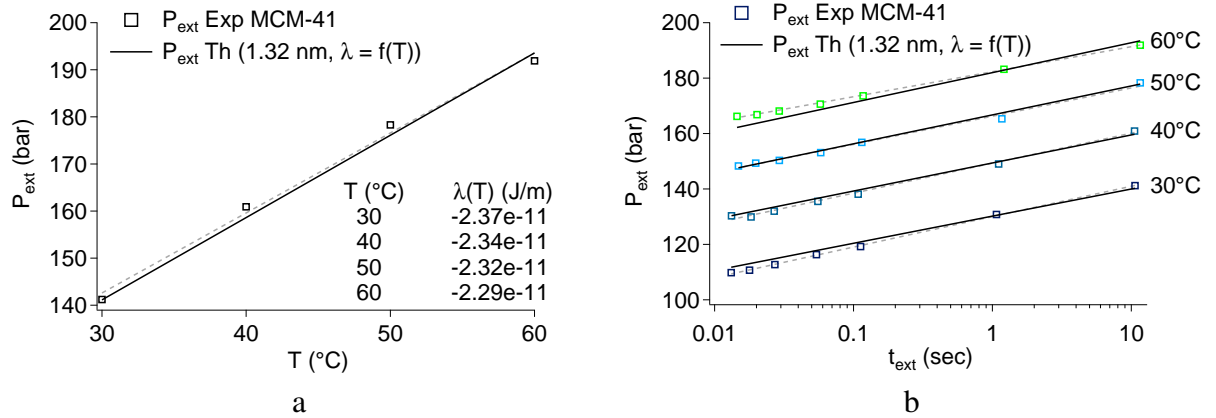 P_ext Exp MCM-41
P_ext Th (1.32 nm, λ = f(T))
200
190
180
170
160
150
140
P_ext (bar)
T (°C) λ(T) (J/m)
30 -2.37e-11
40 -2.34e-11
50 -2.32e-11
60 -2.29e-11
30 40 50 60
T (°C)
a
P_ext Exp MCM-41
P_ext Th (1.32 nm, λ = f(T))
200
180
160
140
120
100
P_ext (bar)
60°C
50°C
40°C
30°C
0.01 0.1 1 10
t_ext (sec)
b